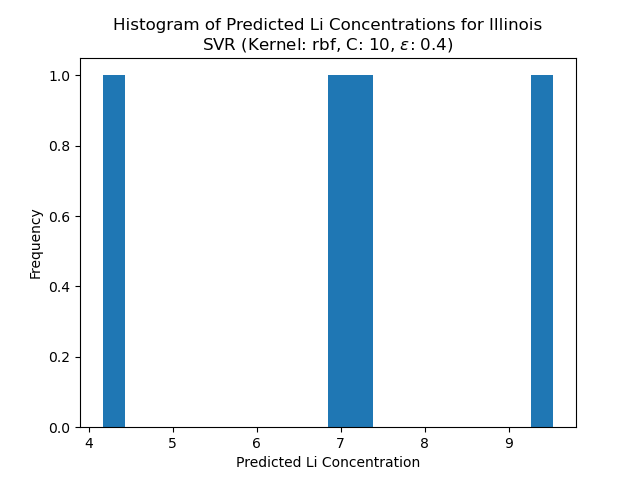 Histogram of Predicted Li Concentrations for Illinois
SVR (Kernel: rbf, C: 10, ε: 0.4)
1.0
0.8
0.6
0.4
0.2
0.0
Frequency
4 5 6 7 8 9
Predicted Li Concentration